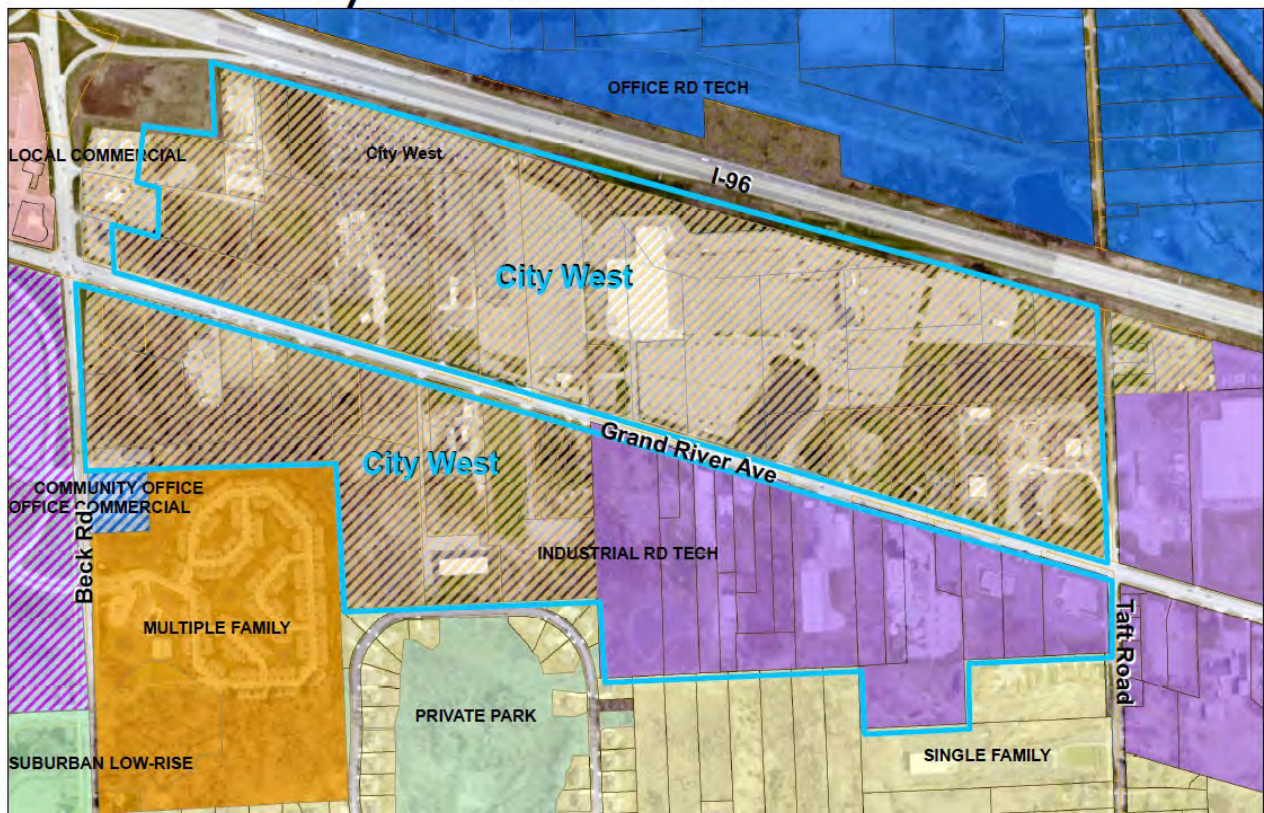 OFFICE RD TECH
LOCAL COMMERCIAL
City West
I-96
City West
Grand River Ave
City West
COMMUNITY OFFICE
OFFICE COMMERCIAL
Beck Rd
INDUSTRIAL RD TECH
MULTIPLE FAMILY
Taft Road
PRIVATE PARK
SINGLE FAMILY
SUBURBAN LOW-RISE